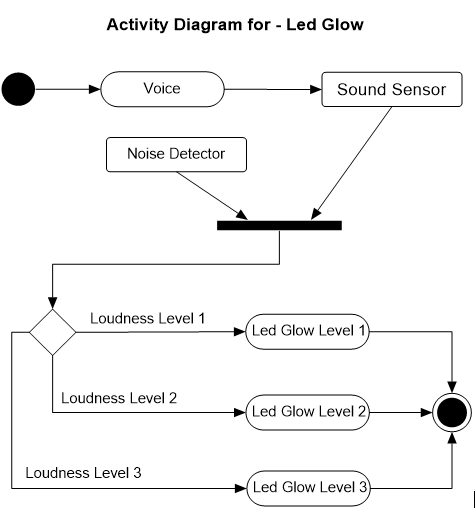 Activity Diagram for - Led Glow
Voice
Sound Sensor
Noise Detector
Loudness Level 1
Led Glow Level 1
Loudness Level 2
Led Glow Level 2
Loudness Level 3
Led Glow Level 3